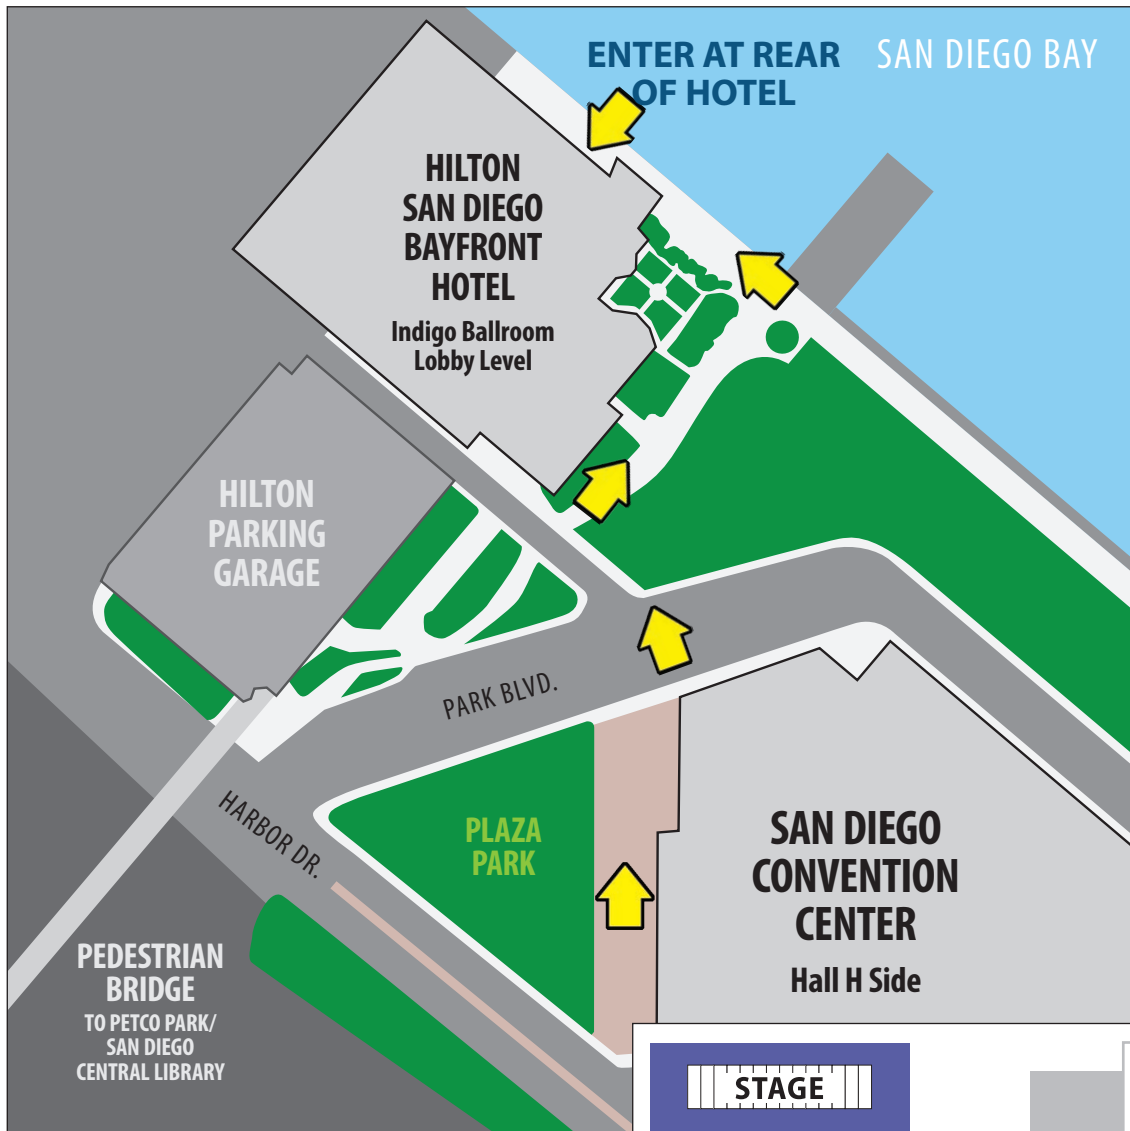 ENTER AT REAR
OF HOTEL
SAN DIEGO BAY
HILTON
SAN DIEGO
BAYFRONT
HOTEL
Indigo Ballroom
Lobby Level
HILTON
PARKING
GARAGE
PARK BLVD.
HARBOR DR.
PLAZA
PARK
SAN DIEGO
CONVENTION
CENTER
Hall H Side
PEDESTRIAN
BRIDGE
TO PETCO PARK/
SAN DIEGO
CENTRAL LIBRARY
STAGE